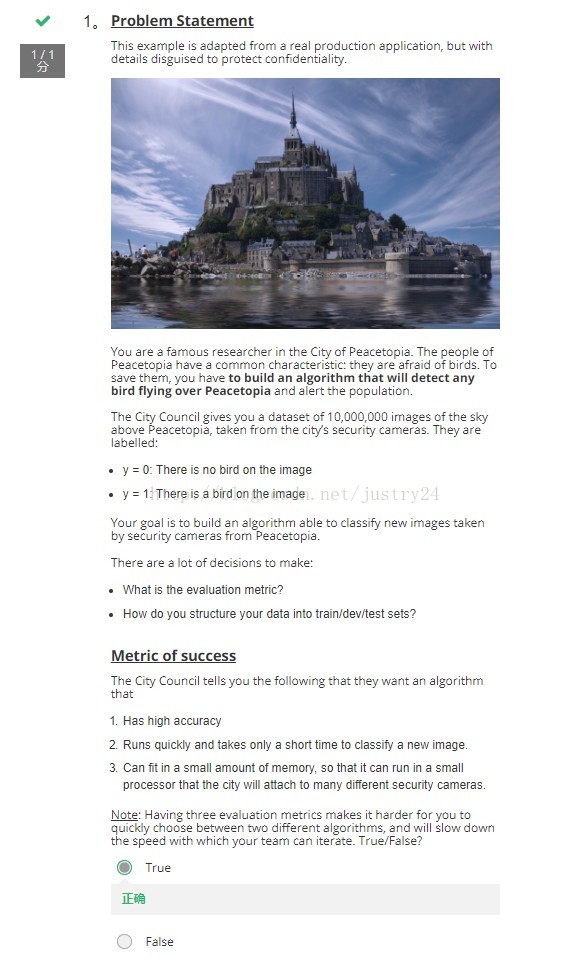 1。 Problem Statement
1 / 1
分
This example is adapted from a real production application, but with
details disguised to protect confidentiality.
You are a famous researcher in the City of Peacetopia. The people of
Peacetopia have a common characteristic: they are afraid of birds. To
save them, you have to build an algorithm that will detect any
bird flying over Peacetopia and alert the population.
The City Council gives you a dataset of 10,000,000 images of the sky
above Peacetopia, taken from the city's security cameras. They are
labelled:
• y = 0: There is no bird on the image
• y = 1: There is a bird on the image
.net/justry24
Your goal is to build an algorithm able to classify new images taken
by security cameras from Peacetopia.
There are a lot of decisions to make:
• What is the evaluation metric?
• How do you structure your data into train/dev/test sets?
Metric of success
The City Council tells you the following that they want an algorithm
that
1. Has high accuracy
2. Runs quickly and takes only a short time to classify a new image.
3. Can fit in a small amount of memory, so that it can run in a small
processor that the city will attach to many different security cameras.
Note: Having three evaluation metrics makes it harder for you to
quickly choose between two different algorithms, and will slow down
the speed with which your team can iterate. True/False?
True
正确
False